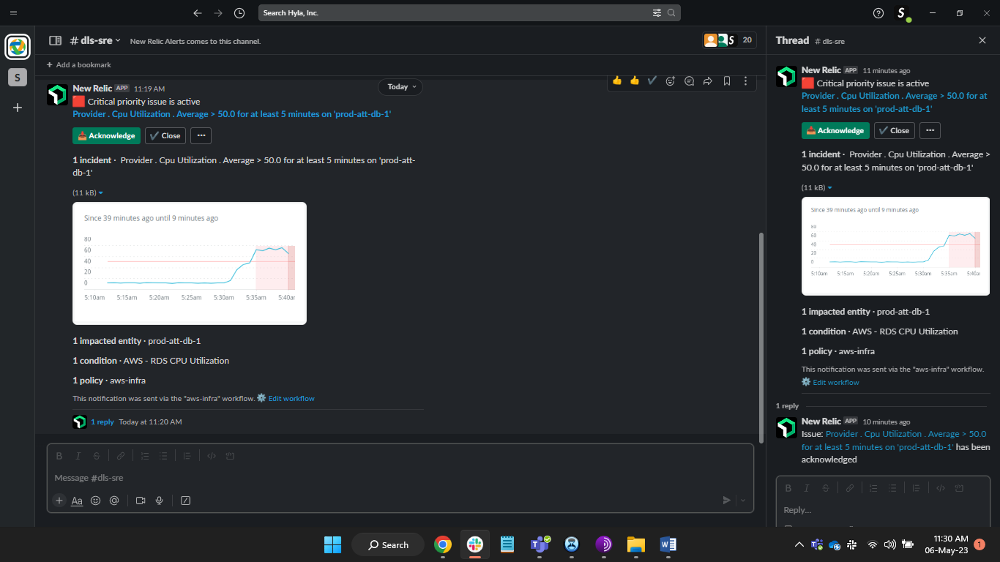 Search Hyla, Inc.
# dls-sre
New Relic Alerts comes to this channel.
20
+ Add a bookmark
S
Today
New Relic APP 11:19 AM
Critical priority issue is active
Provider . Cpu Utilization . Average > 50.0 for at least 5 minutes on 'prod-att-db-1'
Acknowledge
Close
1 incident · Provider . Cpu Utilization . Average > 50.0 for at least 5 minutes on 'prod-att-
db-1'
(11 kB)
Since 39 minutes ago until 9 minutes ago
80
60
40
20
0
5:10am 5:15am 5:20am 5:25am 5:30am 5:35am 5:40ar
1 impacted entity · prod-att-db-1
1 condition · AWS - RDS CPU Utilization
1 policy · aws-infra
This notification was sent via the "aws-infra" workflow. Edit workflow
1 reply Today at 11:20 AM
B I S
Message #dls-sre
+ Aa
Thread # dls-sre
New Relic APP 11 minutes ago
Critical priority issue is active
Provider . Cpu Utilization . Average > 50.0 for at
least 5 minutes on 'prod-att-db-1'
Acknowledge
Close
1 incident · Provider . Cpu Utilization . Average >
50.0 for at least 5 minutes on 'prod-att-db-1'
(11 kB)
Since 39 minutes ago until 9 minutes ago
80
60
40
20
0
5:10am 5:15am 5:20am 5:25am 5:30am 5:35am 5:40ar
1 impacted entity · prod-att-db-1
1 condition · AWS - RDS CPU Utilization
1 policy · aws-infra
This notification was sent via the "aws-infra" workflow.
Edit workflow
1 reply
New Relic APP 10 minutes ago
Issue: Provider . Cpu Utilization . Average > 50.0
for at least 5 minutes on 'prod-att-db-1' has been
acknowledged
B I S
Reply...
Search
11:30 AM
06-May-23
1